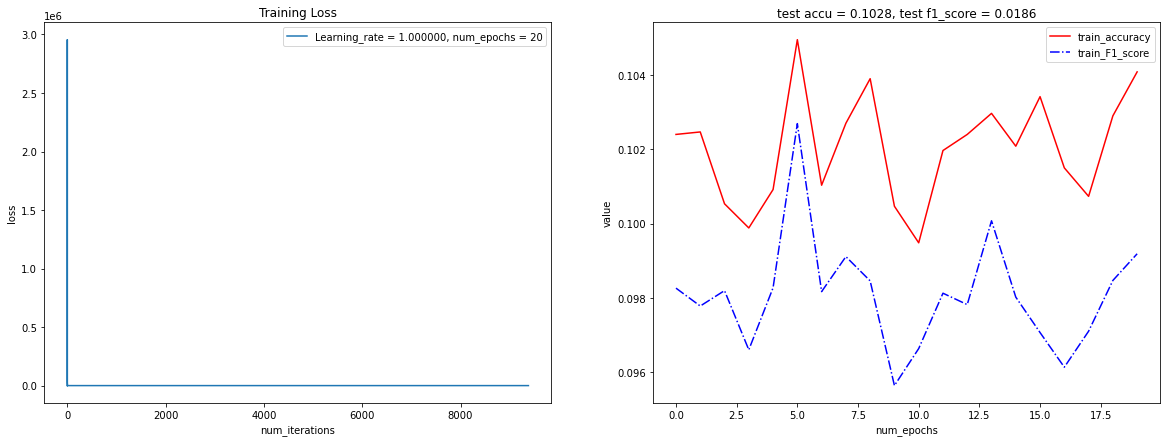 Training Loss
1e6
Learning_rate = 1.000000, num_epochs = 20
3.0
2.5
2.0
1.5
1.0
0.5
0.0
loss
0 2000 4000 6000 8000
num_iterations
test accu = 0.1028, test f1_score = 0.0186
train_accuracy
train_F1_score
0.104
0.102
0.100
0.098
0.096
value
0.0 2.5 5.0 7.5 10.0 12.5 15.0 17.5
num_epochs